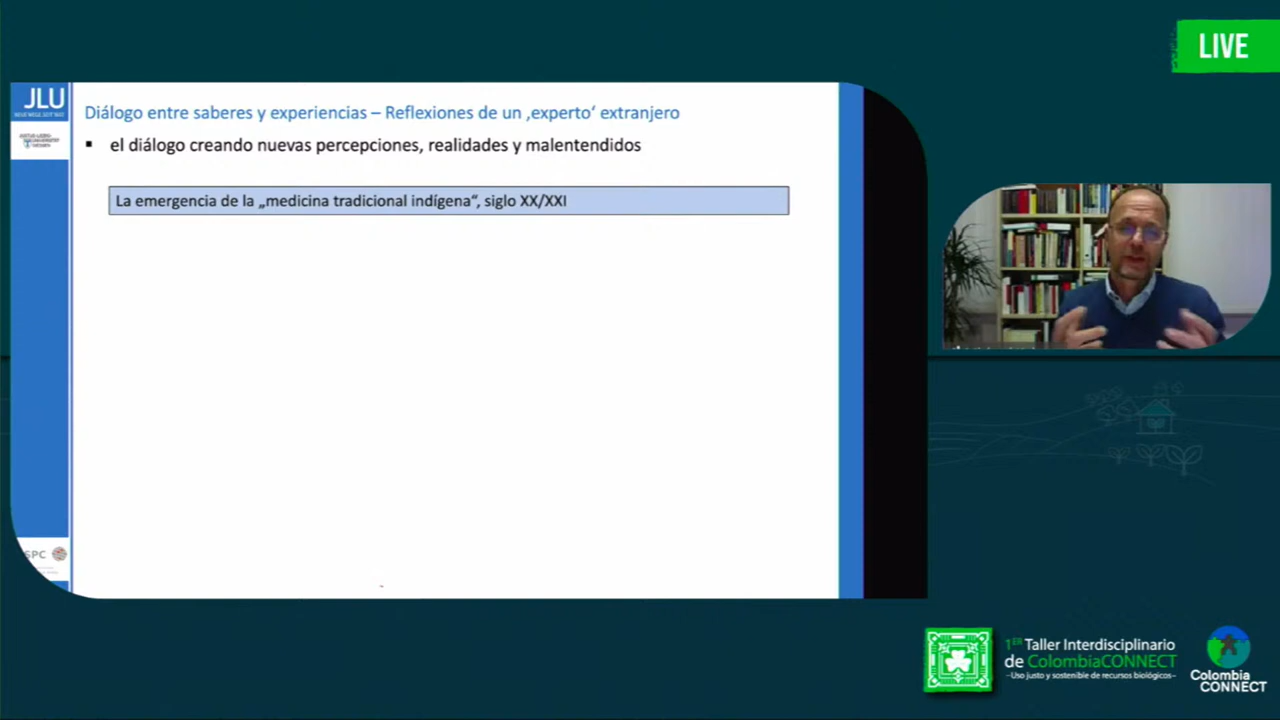 LIVE
JLU
Diálogo entre saberes y experiencias – Reflexiones de un ‚experto‘ extranjero
▪ el diálogo creando nuevas percepciones, realidades y malentendidos
La emergencia de la „medicina tradicional indígena“, siglo XX/XXI
SPC
1ER Taller Interdisciplinario
de ColombiaCONNECT
–Uso justo y sostenible de recursos biológicos–
Colombia
CONNECT